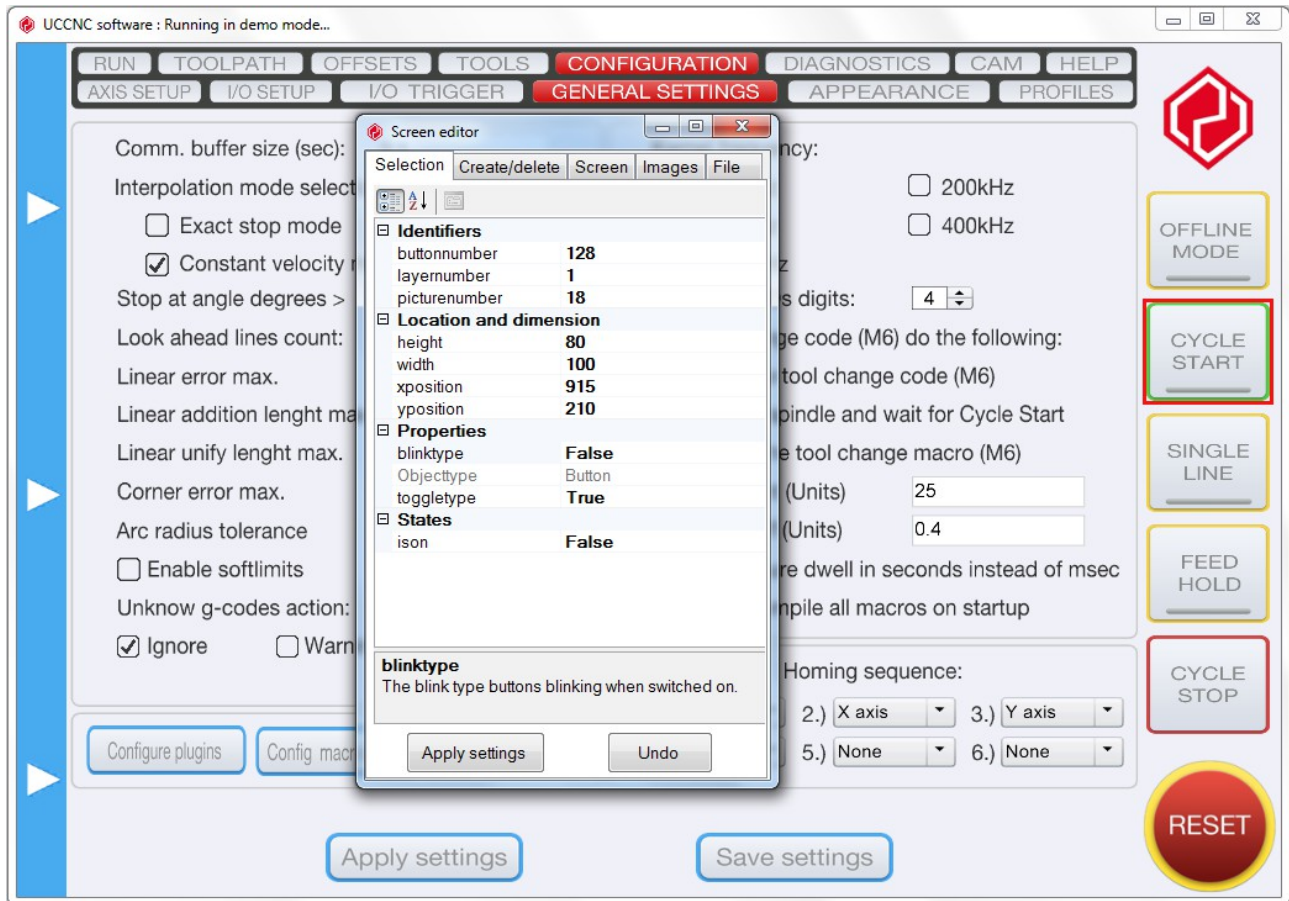 UCCNC software : Running in demo mode...
RUN TOOLPATH OFFSETS TOOLS CONFIGURATION DIAGNOSTICS CAM HELP
AXIS SETUP I/O SETUP I/O TRIGGER GENERAL SETTINGS APPEARANCE PROFILES
Comm. buffer size (sec):
Interpolation mode select
Exact stop mode
Constant velocity
Stop at angle degrees >
Look ahead lines count:
Linear error max.
Linear addition lenght ma
Linear unify lenght max.
Corner error max.
Arc radius tolerance
Enable softlimits
Unknow g-codes action:
Ignore Warn
Configure plugins Config macr
Screen editor
Selection Create/delete Screen Images File
Identifiers
buttonnumber 128
layernumber 1
picturenumber 18
Location and dimension
height 80
width 100
xposition 915
yposition 210
Properties
blinktype False
Objecttype Button
toggletype True
States
ison False
blinktype
The blink type buttons blinking when switched on.
Apply settings Undo
ncy:
200kHz
400kHz
z
s digits: 4
ge code (M6) do the following:
tool change code (M6)
pindle and wait for Cycle Start
e tool change macro (M6)
(Units) 25
(Units) 0.4
re dwell in seconds instead of msec
mpile all macros on startup
Homing sequence:
2.) X axis 3.) Y axis
5.) None 6.) None
Apply settings Save settings
OFFLINE
MODE
CYCLE
START
SINGLE
LINE
FEED
HOLD
CYCLE
STOP
RESET